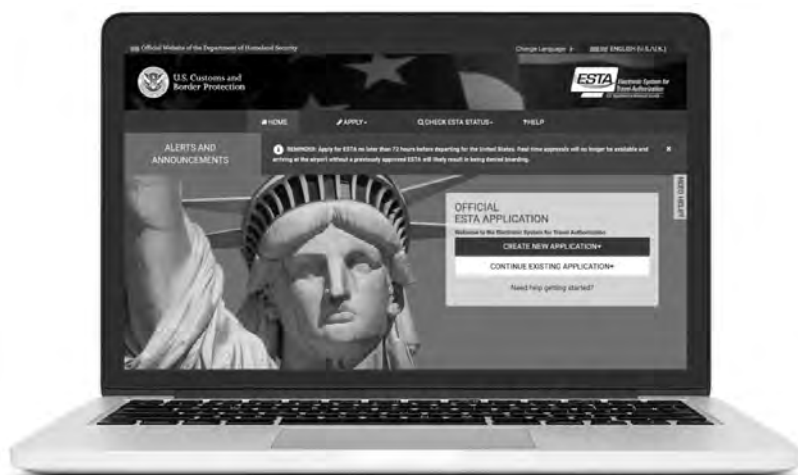 Official Website of the Department of Homeland Security
Change Language
ENGLISH (U.S./U.K.)
U.S. Customs and
Border Protection
ESTA
Electronic System for
Travel Authorization
HOME
APPLY
CHECK ESTA STATUS
HELP
ALERTS AND
ANNOUNCEMENTS
REMINDER: Apply for ESTA no later than 72 hours before departing for the United States. Real-time approvals will no longer be available and
arriving at the airport without a previously approved ESTA will likely result in being denied boarding.
OFFICIAL
ESTA APPLICATION
Welcome to the Electronic System for Travel Authorization
CREATE NEW APPLICATION
CONTINUE EXISTING APPLICATION
Need help getting started?